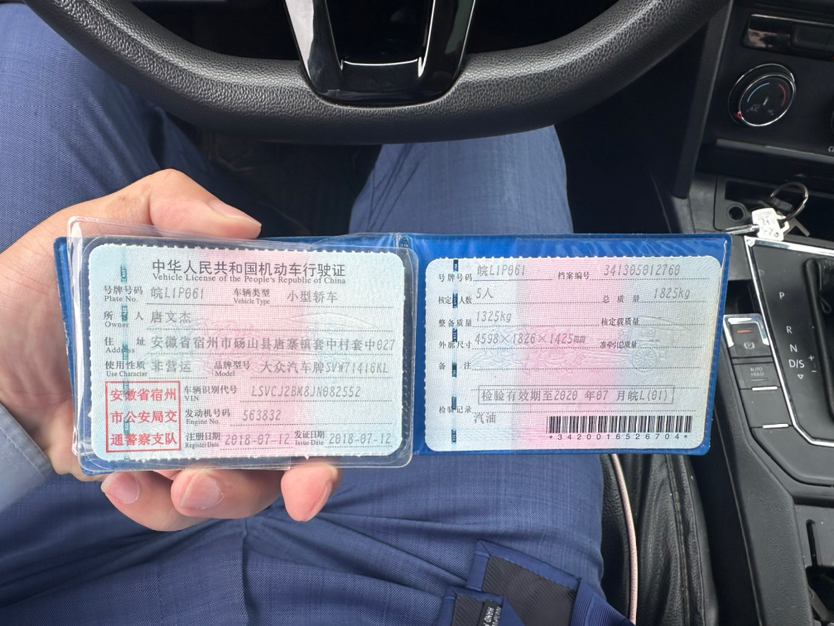 中华人民共和国机动车行驶证
Vehicle License of the People's Republic of China
号牌号码 皖L1P061 车辆类型 小型轿车
Plate No. Vehicle Type
所有人 唐文杰
Owner
住址 安徽省宿州市砀山县唐寨镇套中村套中027
Address
使用性质 非营运 品牌型号 大众汽车牌SVW71416KL
Use Character Model
安徽省宿州市公安局交通警察支队
车辆识别代号 LSVCJ2BM8JN082552
VIN
发动机号码 563832
Engine No.
注册日期 2018-07-12 发证日期 2018-07-12
Register Date Issue Date
号牌号码 皖L1P061 档案编号 341305012760
核定人数 5人 总质量 1825kg
整备质量 1325kg 核定载质量
外廓尺寸 4598×1826×1425 准牵引总质量
备注
检验有效期至2020 年07 月皖L(01)
检验记录
汽油
*3420016526704*
P
R
N
D/S
AUTO HOLD